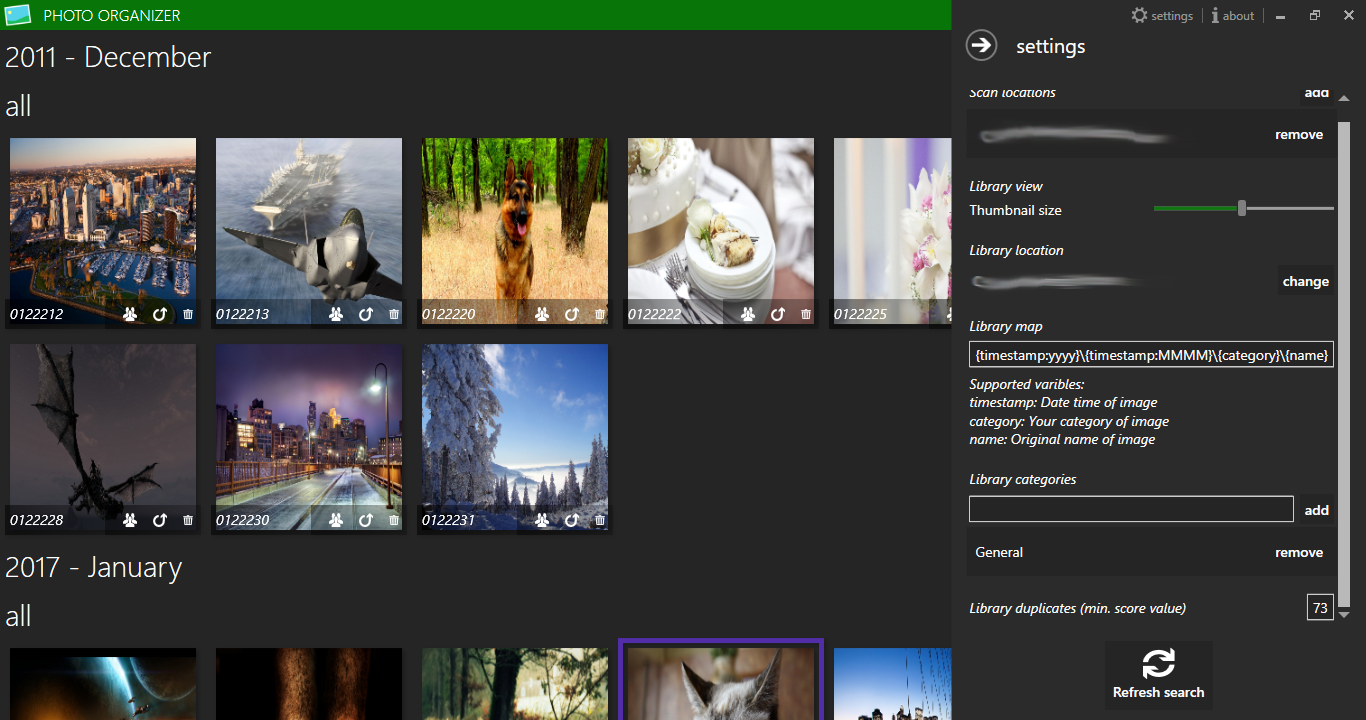 PHOTO ORGANIZER
settings
about
2011 - December
all
0122212
0122213
0122220
0122222
0122225
0122228
0122230
0122231
2017 - January
all
settings
Scan locations
add
remove
Library view
Thumbnail size
Library location
change
Library map
{timestamp:yyyy}\{timestamp:MMMM}\{category}\{name}
Supported varibles:
timestamp: Date time of image
category: Your category of image
name: Original name of image
Library categories
add
General
remove
Library duplicates (min. score value)
73
Refresh search